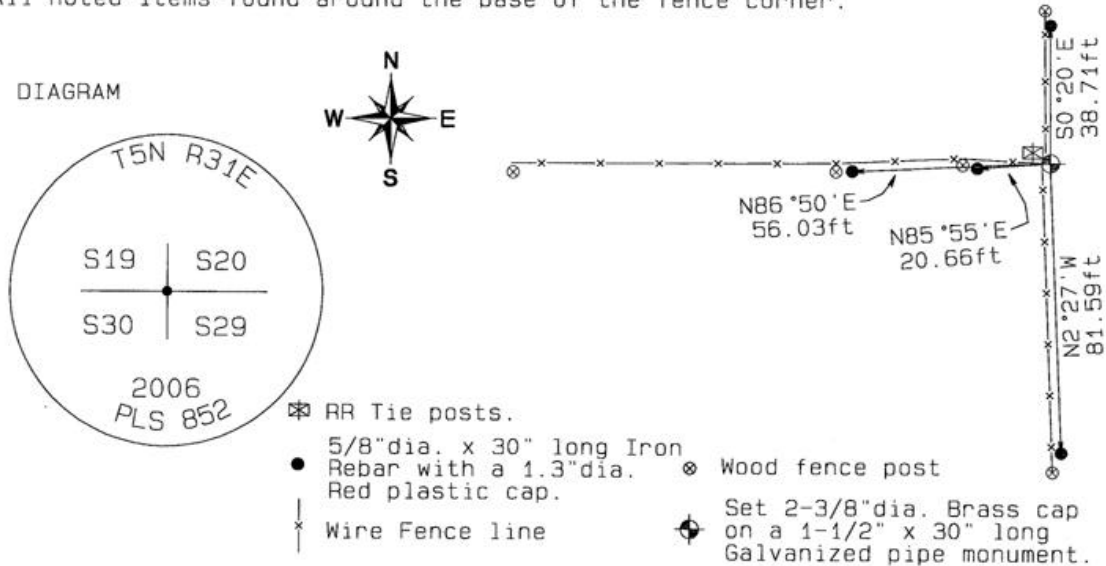 All noted items found around the base of the fence corner.
DIAGRAM
N
W E
S
T5N R31E
S19 S20
S30 S29
2006
PLS 852
S0°20'E
38.71ft
N86°50'E
56.03ft
N85°55'E
20.66ft
N2°27'W
81.59ft
RR Tie posts.
5/8"dia. x 30" long Iron
Rebar with a 1.3"dia.
Red plastic cap.
Wire Fence line
Wood fence post
Set 2-3/8"dia. Brass cap
on a 1-1/2" x 30" long
Galvanized pipe monument.